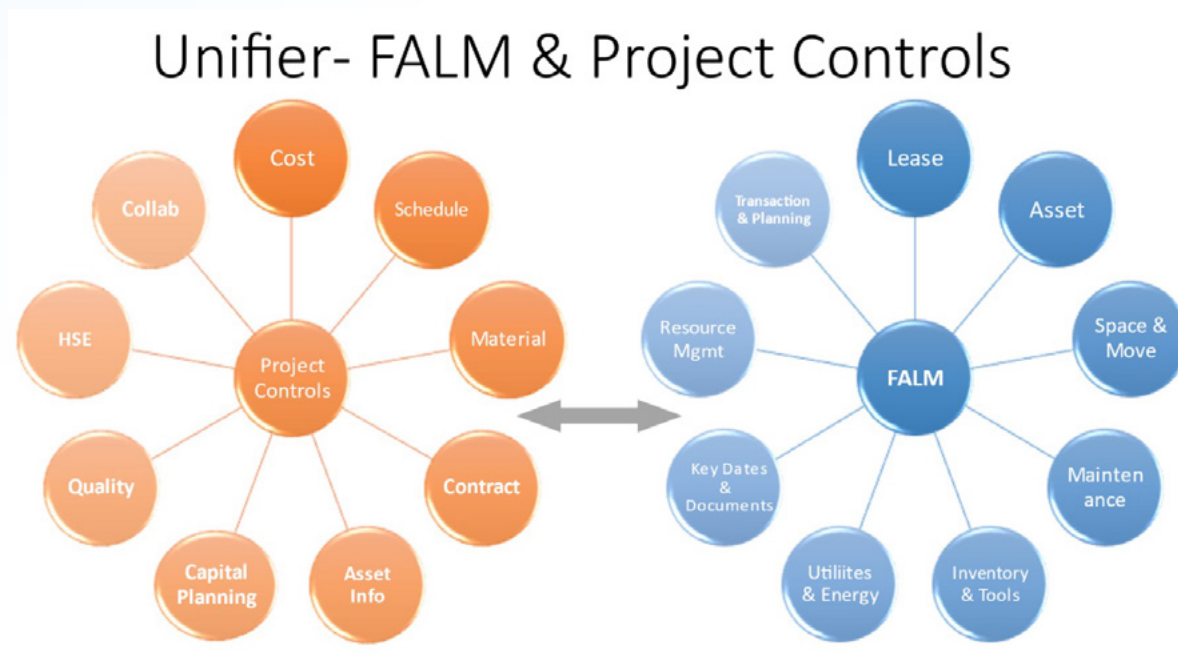 Unifier- FALM & Project Controls
Cost
Schedule
Material
Contract
Asset
Info
Capital
Planning
Quality
HSE
Collab
Project
Controls
Lease
Asset
Space &
Move
Mainten
ance
Inventory
& Tools
Utiliites
& Energy
Key Dates
&
Documents
Resource
Mgmt
Transaction
& Planning
FALM